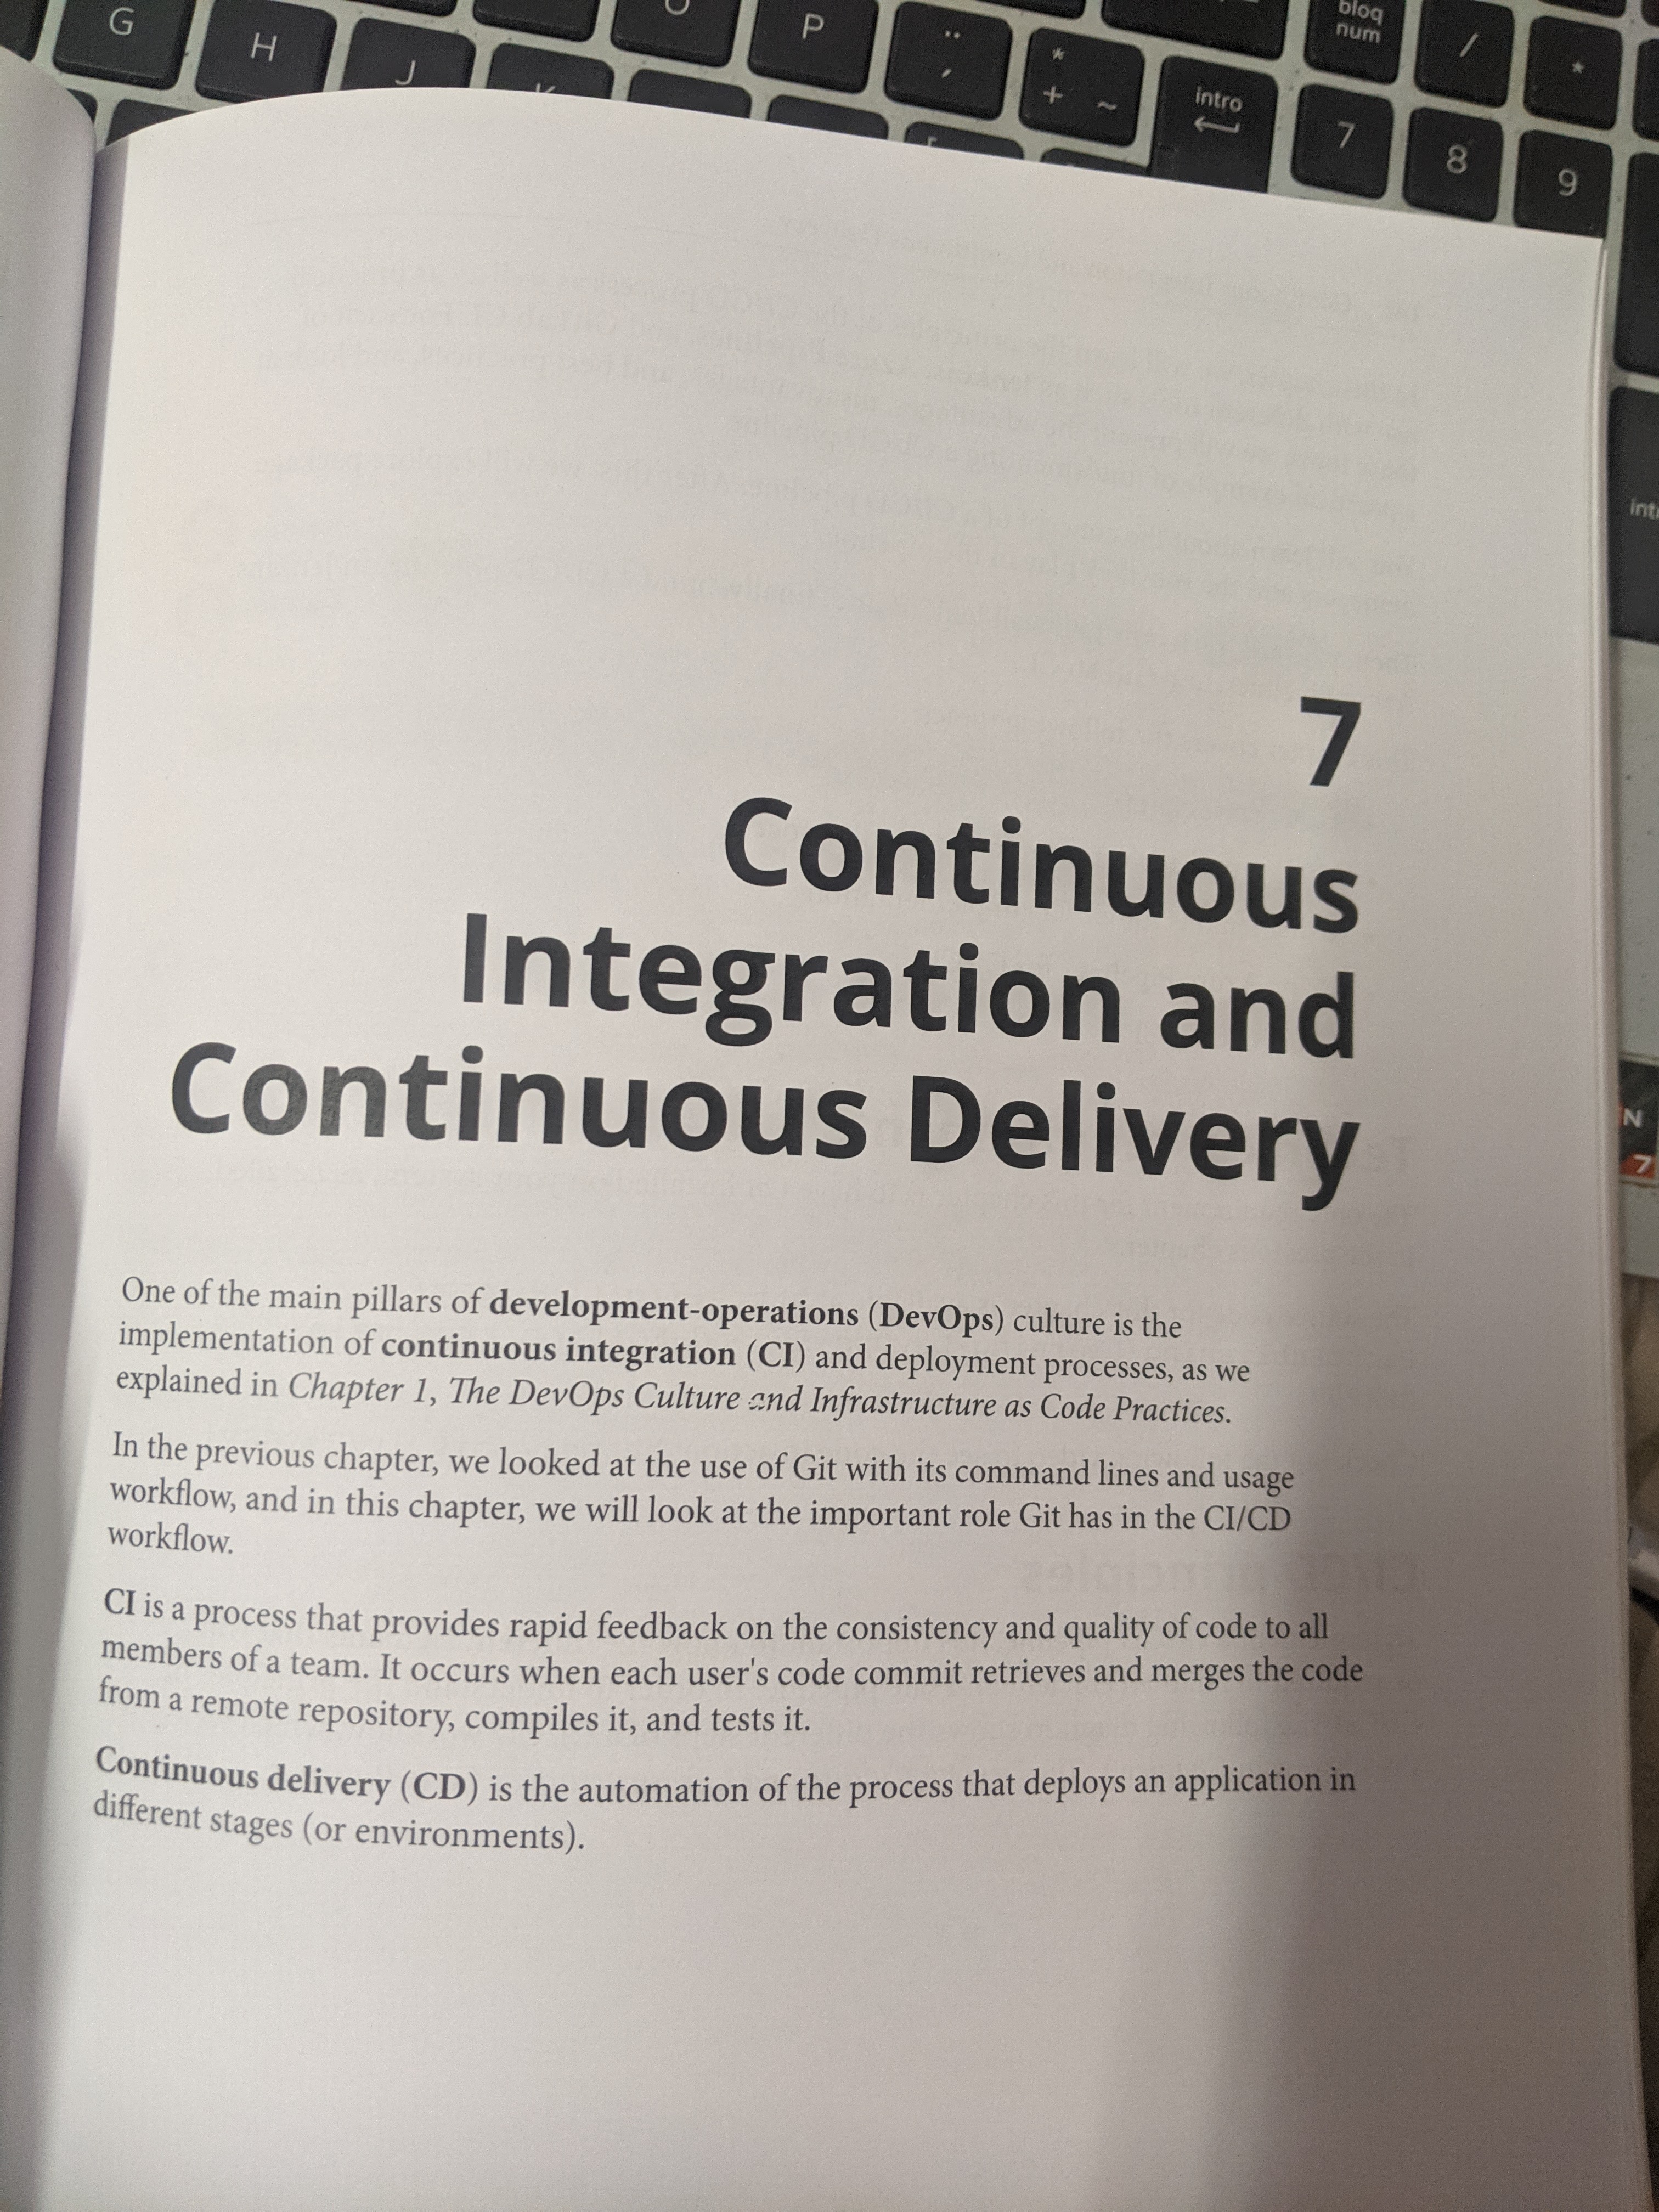 G
H
J
K
O
P
¨
´
*
+ ~
intro
bloq
num
/
*
7
8
9
7
Continuous
Integration and
Continuous Delivery
One of the main pillars of development-operations (DevOps) culture is the
implementation of continuous integration (CI) and deployment processes, as we
explained in Chapter 1, The DevOps Culture and Infrastructure as Code Practices.
In the previous chapter, we looked at the use of Git with its command lines and usage
workflow, and in this chapter, we will look at the important role Git has in the CI/CD
workflow.
CI is a process that provides rapid feedback on the consistency and quality of code to all
members of a team. It occurs when each user's code commit retrieves and merges the code
from a remote repository, compiles it, and tests it.
Continuous delivery (CD) is the automation of the process that deploys an application in
different stages (or environments).
N
7